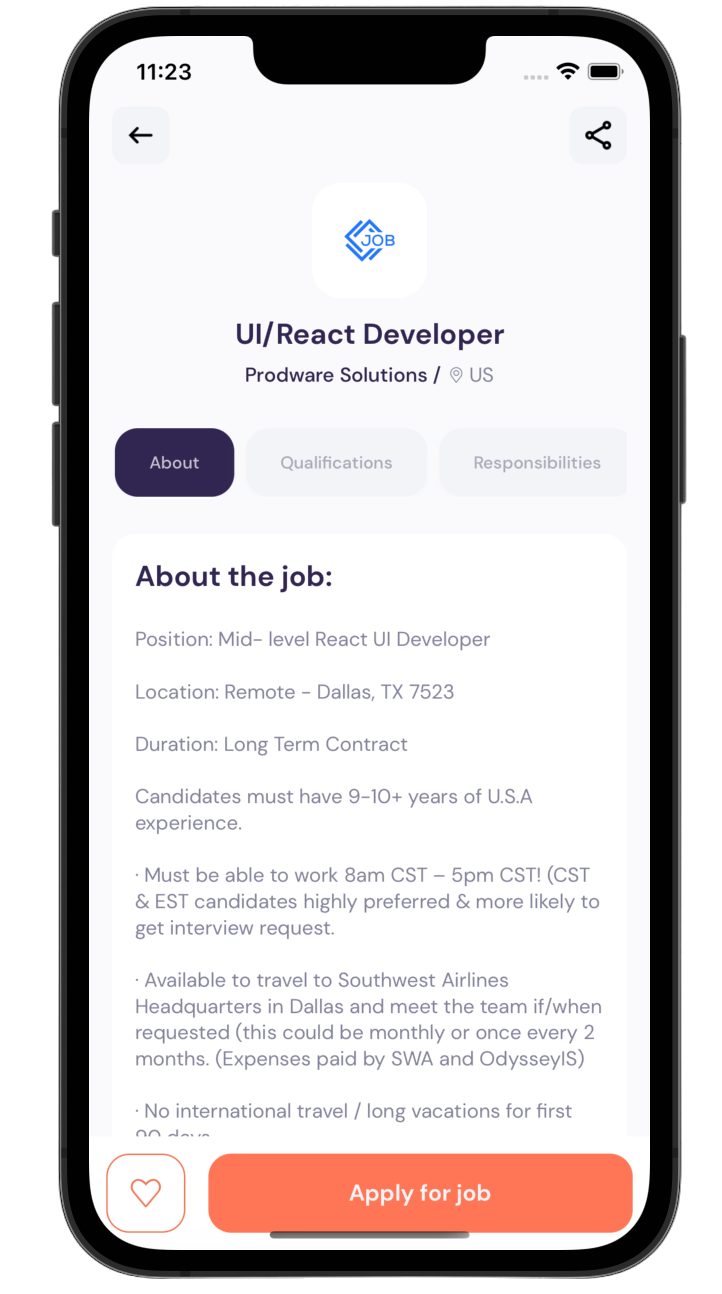 11:23
JOB
UI/React Developer
Prodware Solutions / US
About Qualifications Responsibilities
About the job:
Position: Mid- level React UI Developer
Location: Remote - Dallas, TX 7523
Duration: Long Term Contract
Candidates must have 9-10+ years of U.S.A
experience.
· Must be able to work 8am CST – 5pm CST! (CST
& EST candidates highly preferred & more likely to
get interview request.
· Available to travel to Southwest Airlines
Headquarters in Dallas and meet the team if/when
requested (this could be monthly or once every 2
months. (Expenses paid by SWA and OdysseyIS)
· No international travel / long vacations for first
90 days
Apply for job